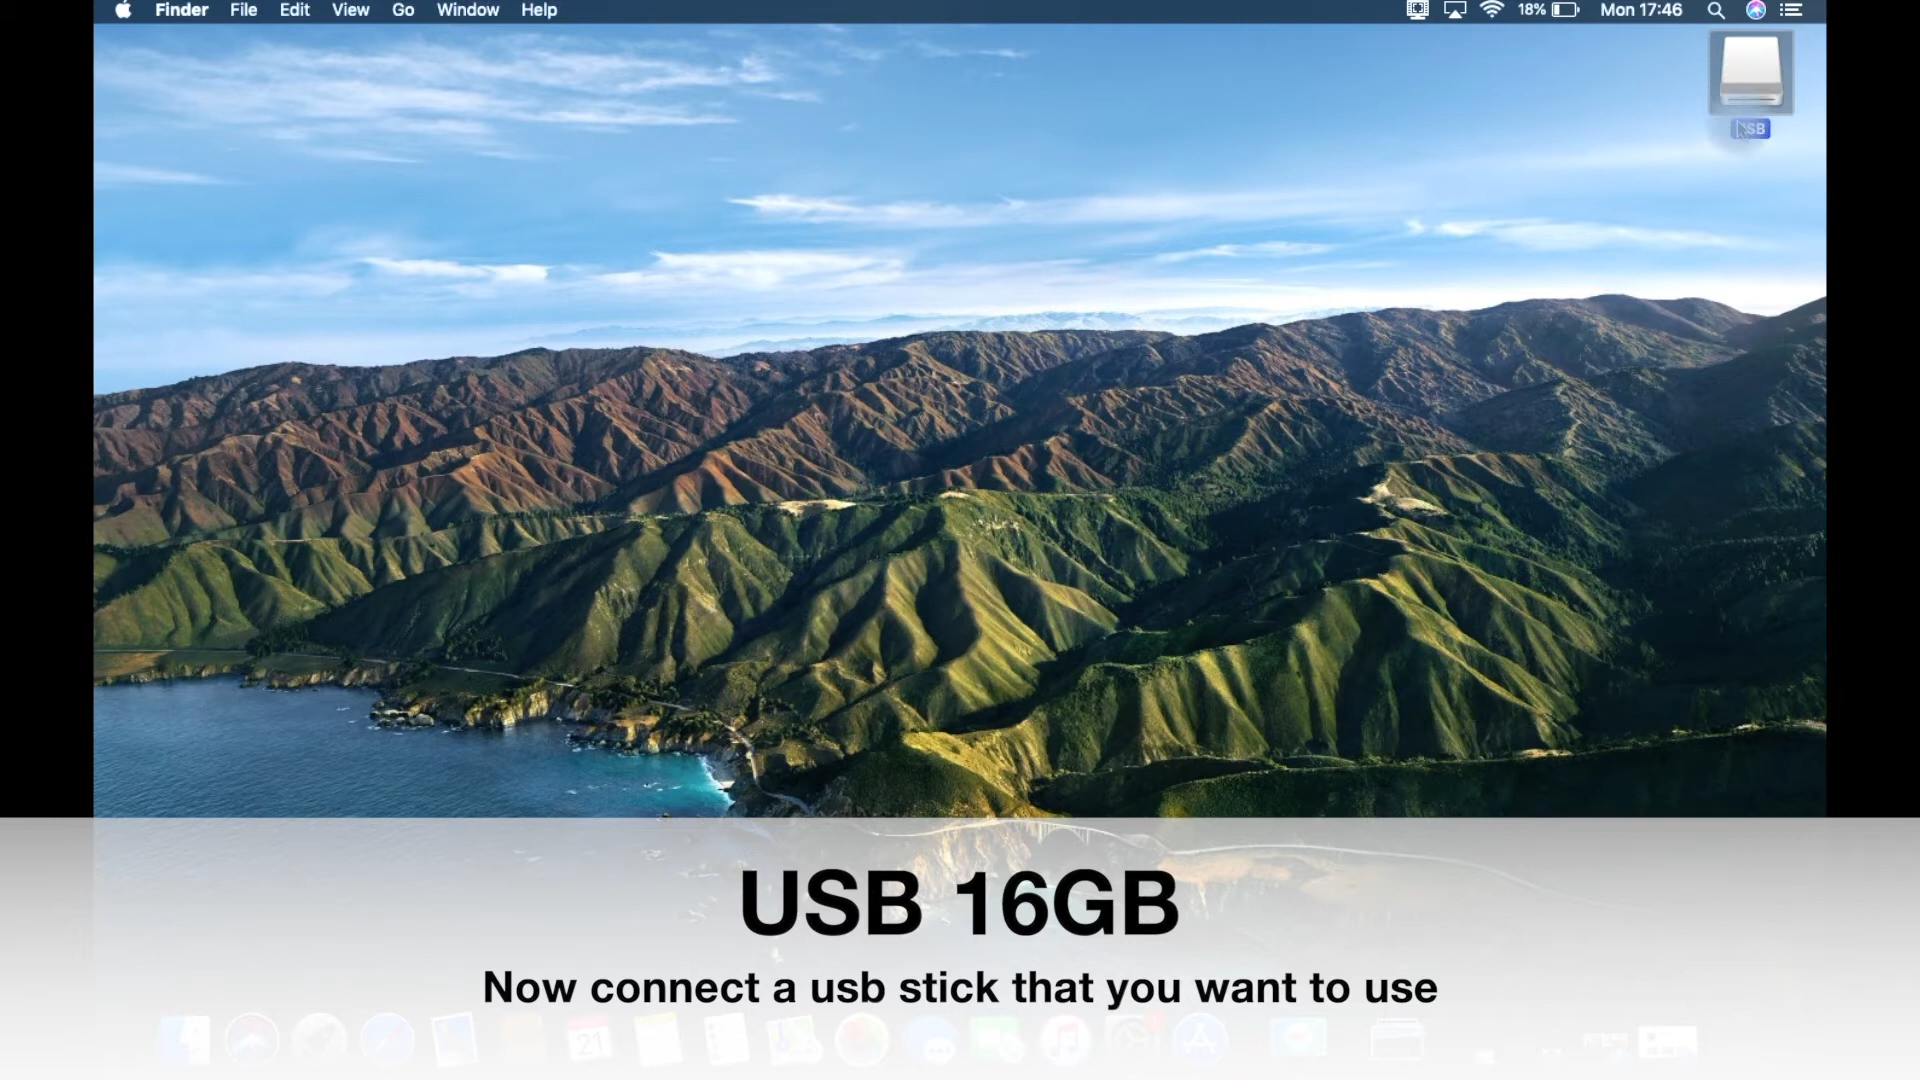 Finder File Edit View Go Window Help 18% Mon 17:46
USB
USB 16GB
Now connect a usb stick that you want to use
21